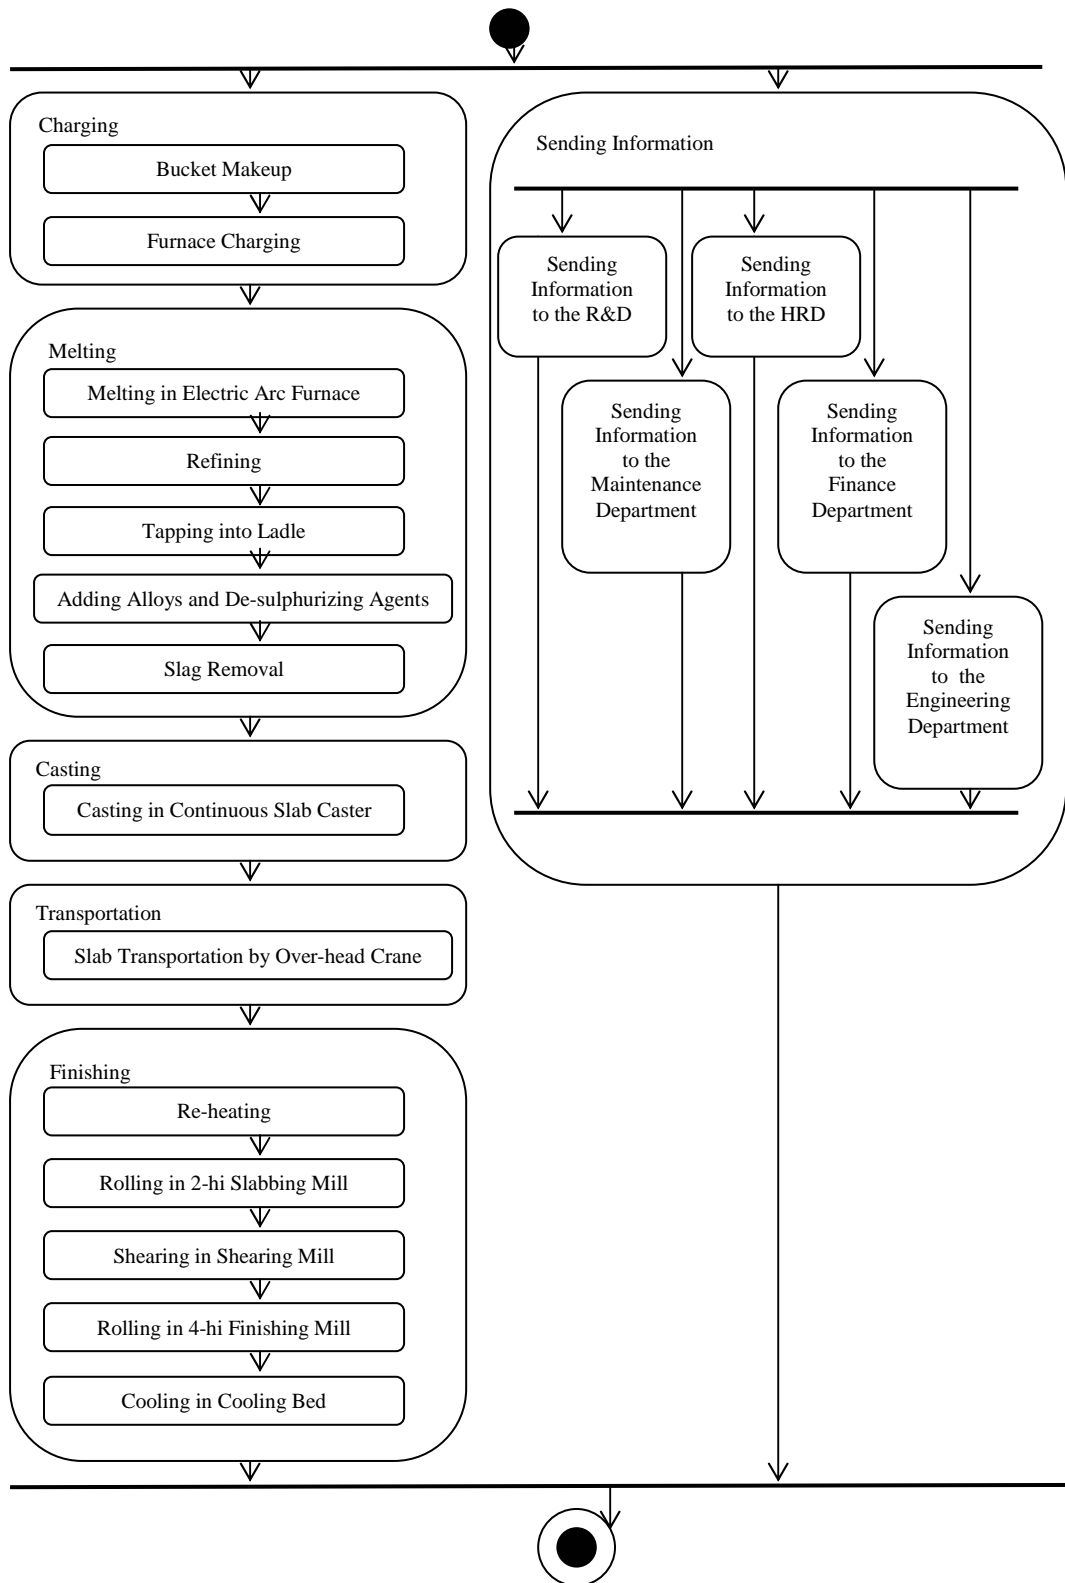 Charging
Bucket Makeup
Furnace Charging
Melting
Melting in Electric Arc Furnace
Refining
Tapping into Ladle
Adding Alloys and De-sulphurizing Agents
Slag Removal
Casting
Casting in Continuous Slab Caster
Transportation
Slab Transportation by Over-head Crane
Finishing
Re-heating
Rolling in 2-hi Slabbing Mill
Shearing in Shearing Mill
Rolling in 4-hi Finishing Mill
Cooling in Cooling Bed
Sending Information
Sending
Information
to the R&D
Sending
Information
to the HRD
Sending
Information
to the
Maintenance
Department
Sending
Information
to the
Finance
Department
Sending
Information
to the
Engineering
Department